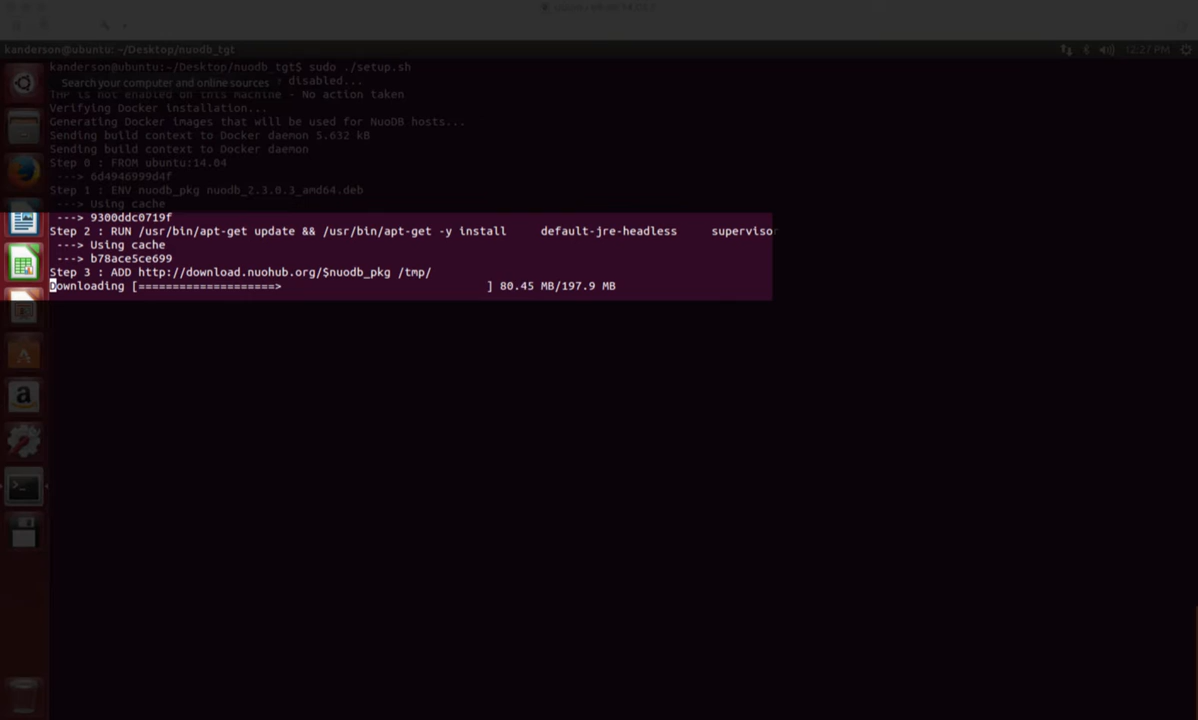 kanderson@ubuntu: ~/Desktop/nuodb_tgt
12:27 PM
kanderson@ubuntu:~/Desktop/nuodb_tgt$ sudo ./setup.sh
Search your computer and online sources ? disabled...
THP is not enabled on this machine - No action taken
Verifying Docker installation...
Generating Docker images that will be used for NuoDB hosts...
Sending build context to Docker daemon 5.632 kB
Sending build context to Docker daemon
Step 0 : FROM ubuntu:14.04
---> 6d4946999d4f
Step 1 : ENV nuodb_pkg nuodb_2.3.0.3_amd64.deb
---> Using cache
---> 9300ddc0719f
Step 2 : RUN /usr/bin/apt-get update && /usr/bin/apt-get -y install default-jre-headless supervisor
---> Using cache
---> b78ace5ce699
Step 3 : ADD http://download.nuohub.org/$nuodb_pkg /tmp/
Downloading [====================> ] 80.45 MB/197.9 MB